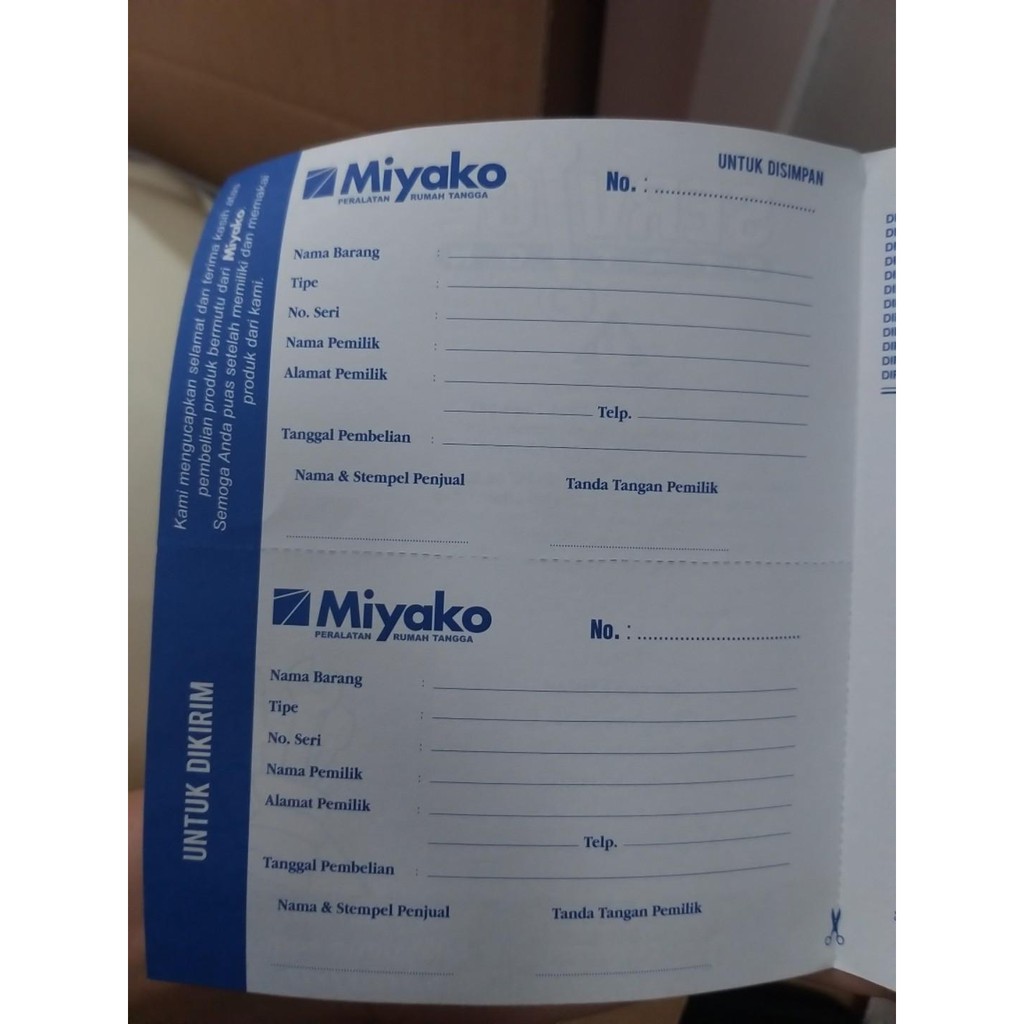 Kami mengucapkan selamat dan terima kasih atas
pembelian produk bermutu dari Miyako.
Semoga Anda puas setelah memiliki dan memakai
produk dari kami.
Miyako
PERALATAN RUMAH TANGGA
No. : ............................
UNTUK DISIMPAN
Nama Barang :
Tipe :
No. Seri :
Nama Pemilik :
Alamat Pemilik :
Telp.
Tanggal Pembelian :
Nama & Stempel Penjual
Tanda Tangan Pemilik
UNTUK DIKIRIM
Miyako
PERALATAN RUMAH TANGGA
No. : ............................
Nama Barang :
Tipe :
No. Seri :
Nama Pemilik :
Alamat Pemilik :
Telp.
Tanggal Pembelian :
Nama & Stempel Penjual
Tanda Tangan Pemilik